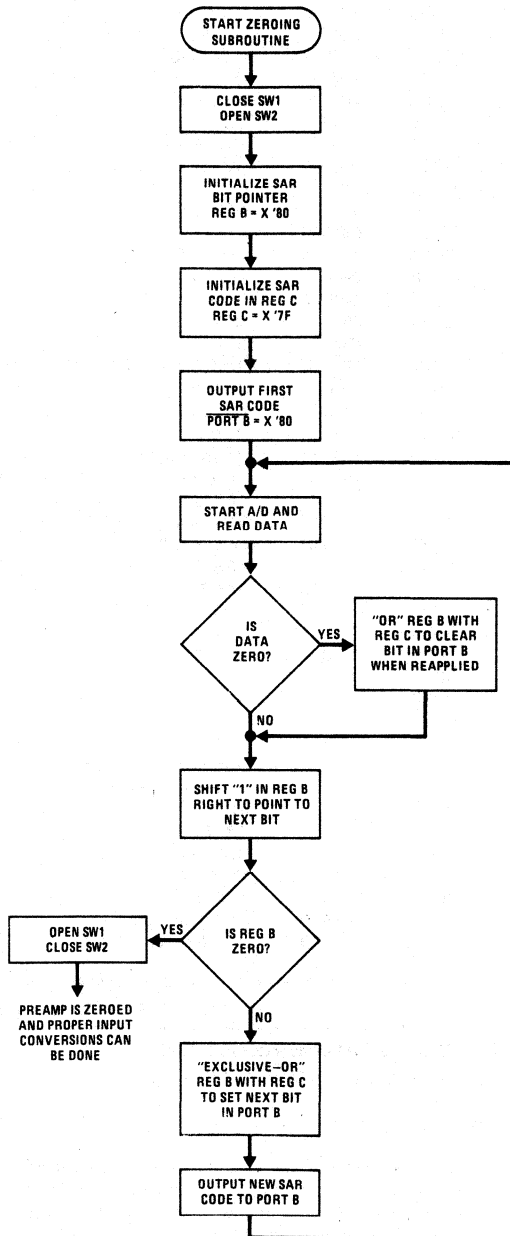 START ZEROING
SUBROUTINE
CLOSE SW1
OPEN SW2
INITIALIZE SAR
BIT POINTER
REG B = X '80
INITIALIZE SAR
CODE IN REG C
REG C = X '7F
OUTPUT FIRST
SAR CODE
PORT B = X '80
START A/D AND
READ DATA
IS
DATA
ZERO?
YES
"OR" REG B WITH
REG C TO CLEAR
BIT IN PORT B
WHEN REAPPLIED
NO
SHIFT "1" IN REG B
RIGHT TO POINT TO
NEXT BIT
IS REG B
ZERO?
YES
OPEN SW1
CLOSE SW2
PREAMP IS ZEROED
AND PROPER INPUT
CONVERSIONS CAN
BE DONE
NO
"EXCLUSIVE–OR"
REG B WITH REG C
TO SET NEXT BIT
IN PORT B
OUTPUT NEW SAR
CODE TO PORT B